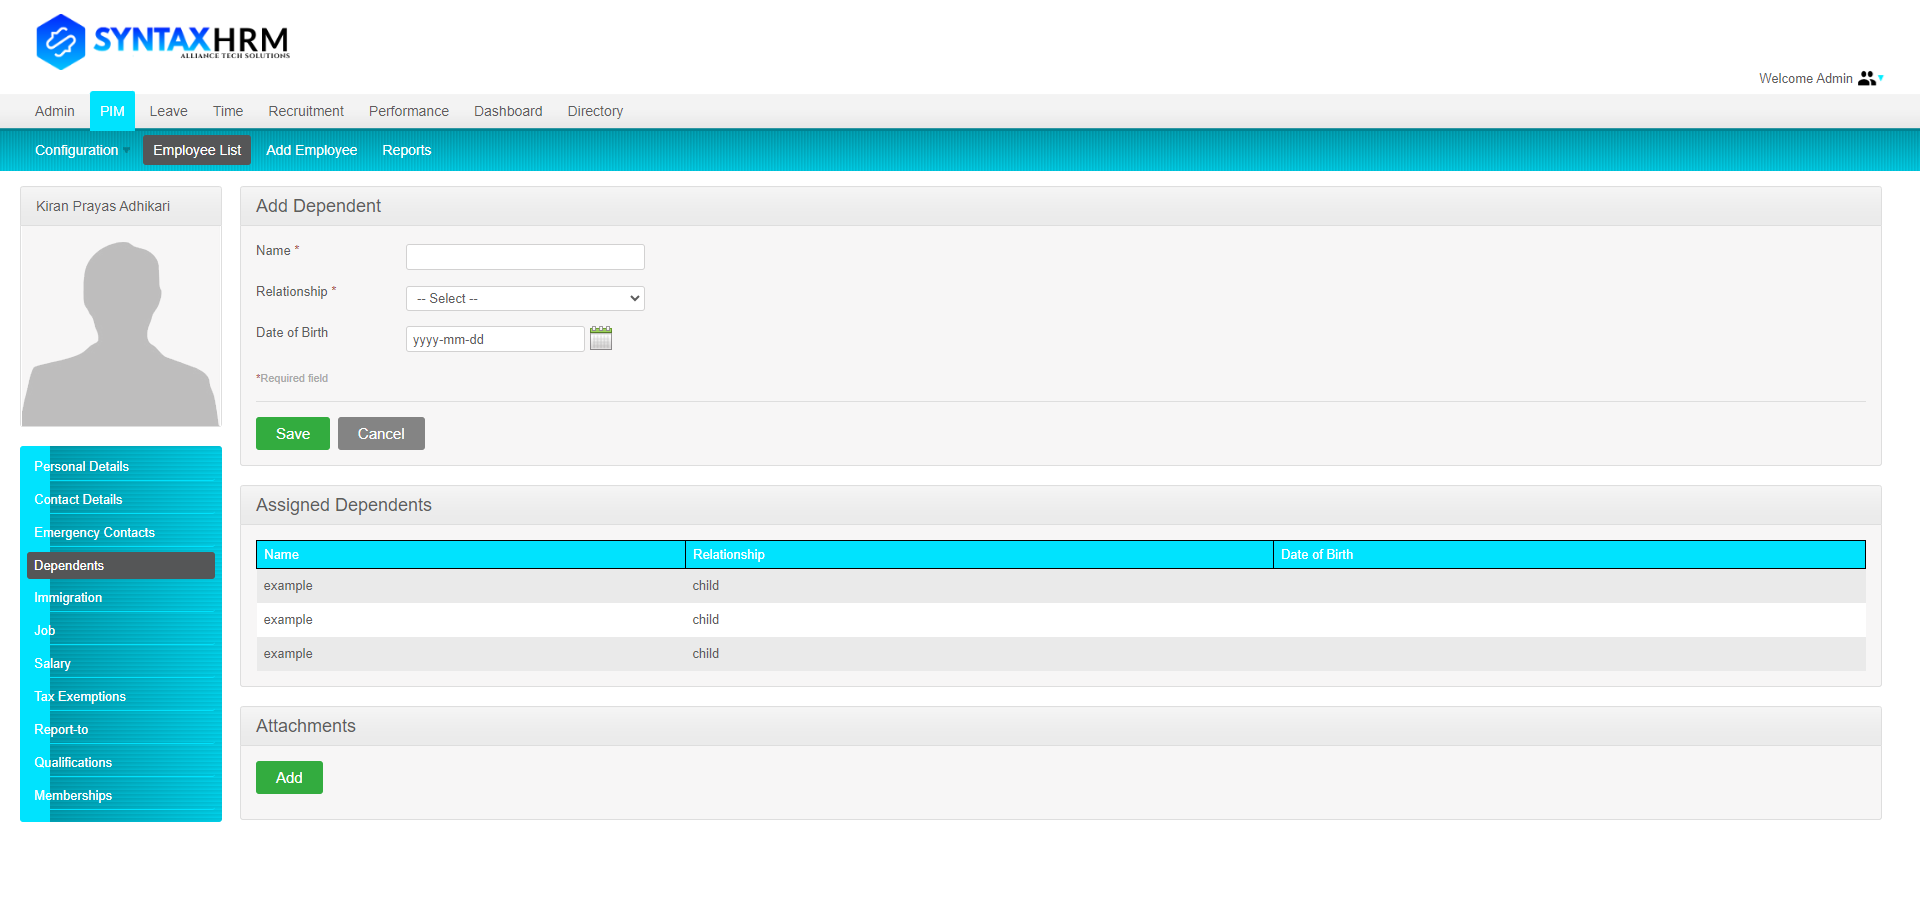 SYNTAXHRM
ALLIANCE TECH SOLUTIONS
Welcome Admin
Admin PIM Leave Time Recruitment Performance Dashboard Directory
Configuration Employee List Add Employee Reports
Kiran Prayas Adhikari
Add Dependent
Name *
Relationship * -- Select --
Date of Birth yyyy-mm-dd
*Required field
Save Cancel
Personal Details
Contact Details
Emergency Contacts
Dependents
Immigration
Job
Salary
Tax Exemptions
Report-to
Qualifications
Memberships
Assigned Dependents
Name Relationship Date of Birth
example child
example child
example child
Attachments
Add